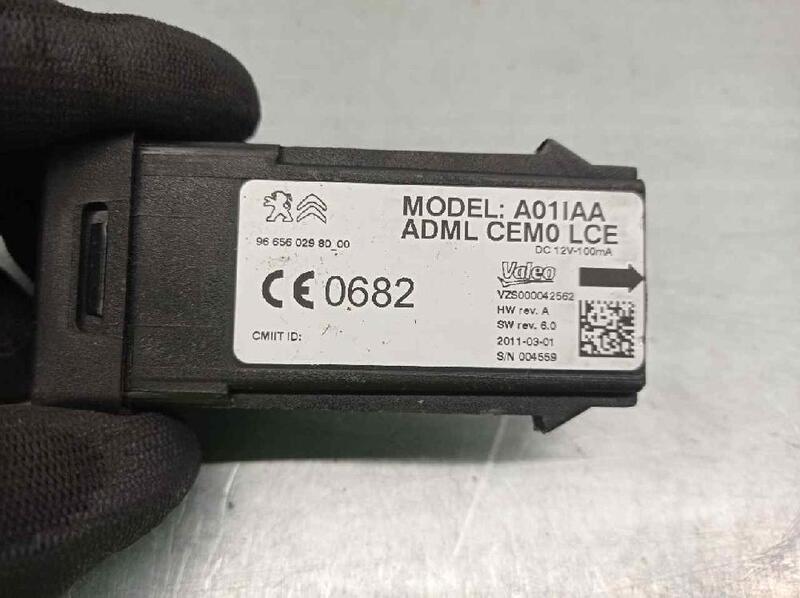 MODEL: A01IAA
ADML CEM0 LCE
DC 12V-100mA
96 656 029 80_00
CE 0682
CMIIT ID:
Valeo
VZS000042562
HW rev. A
SW rev. 6.0
2011-03-01
S/N 004559